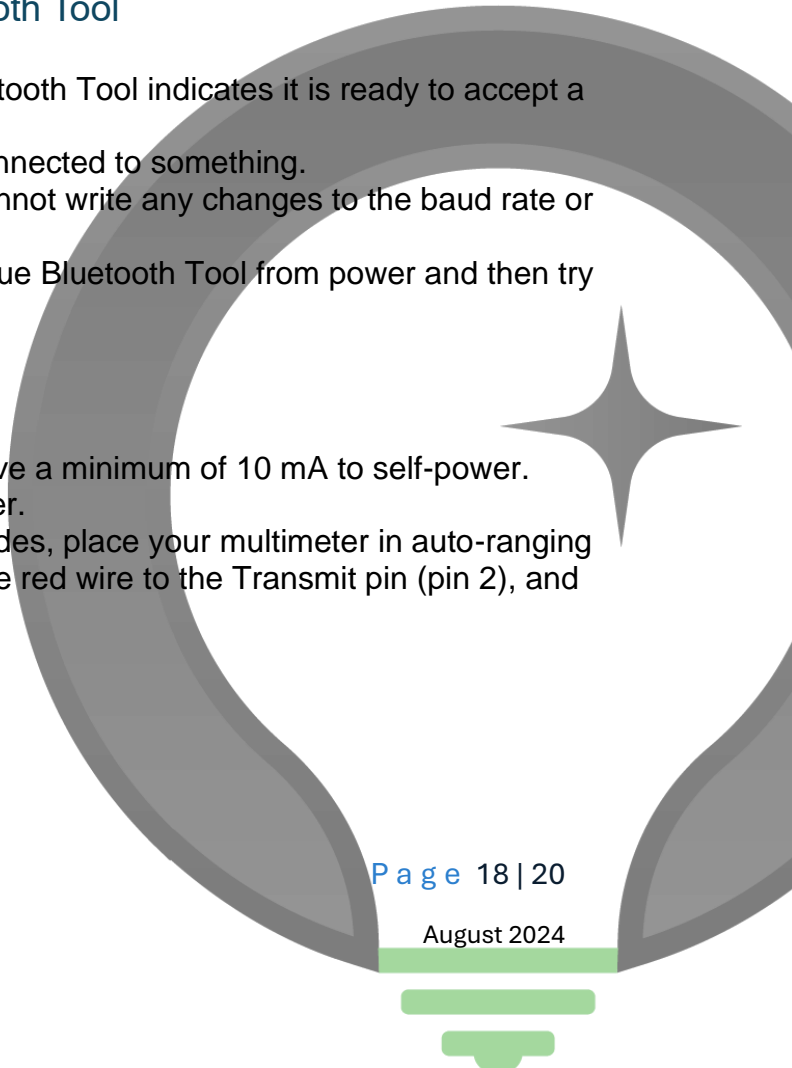 oth Tool
tooth Tool indicates it is ready to accept a
nnected to something.
nnot write any changes to the baud rate or
ue Bluetooth Tool from power and then try
ve a minimum of 10 mA to self-power.
er.
des, place your multimeter in auto-ranging
e red wire to the Transmit pin (pin 2), and
Page 18 | 20
August 2024